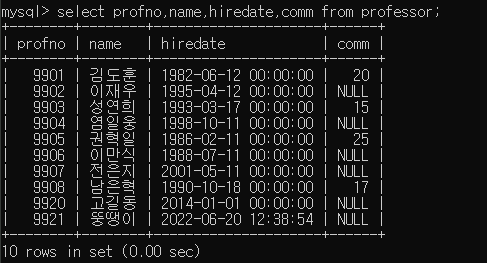 mysql> select profno,name,hiredate,comm from professor;
+--------+--------+---------------------+------+
| profno | name | hiredate | comm |
+--------+--------+---------------------+------+
| 9901 | 김도훈 | 1982-06-12 00:00:00 | 20 |
| 9902 | 이재우 | 1995-04-12 00:00:00 | NULL |
| 9903 | 성연희 | 1993-03-17 00:00:00 | 15 |
| 9904 | 염일웅 | 1998-10-11 00:00:00 | NULL |
| 9905 | 권혁일 | 1986-02-11 00:00:00 | 25 |
| 9906 | 이만식 | 1988-07-11 00:00:00 | NULL |
| 9907 | 전은지 | 2001-05-11 00:00:00 | NULL |
| 9908 | 남은혁 | 1990-10-18 00:00:00 | 17 |
| 9920 | 고길동 | 2014-01-01 00:00:00 | NULL |
| 9921 | 뚱땡이 | 2022-06-20 12:38:54 | NULL |
+--------+--------+---------------------+------+
10 rows in set (0.00 sec)